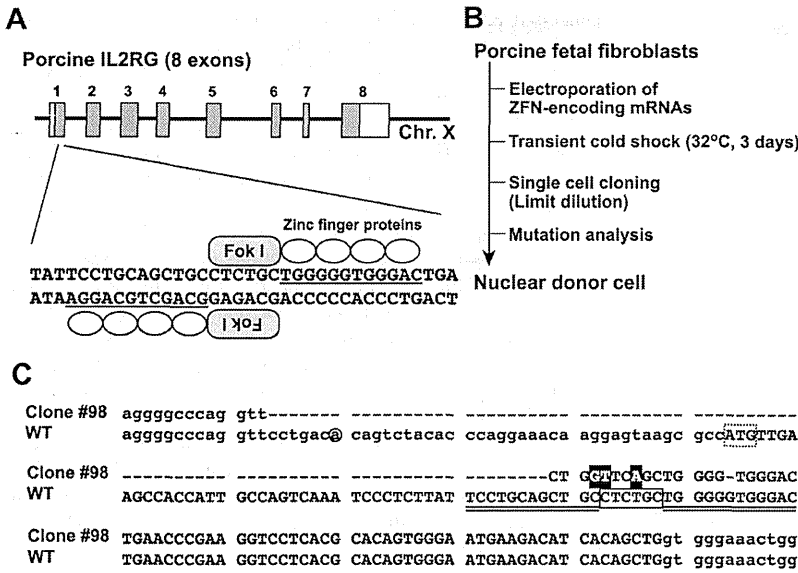 A
Porcine IL2RG (8 exons)
1 2 3 4 5 6 7 8
Chr. X
Zinc finger proteins
Fok I
TATTCCTGCAGCTGCCTCTGCTGGGGGTGGGACTGA
ATAAGGACGTCGACGGAGACGACCCCCACCCTGACT
Fok I
B
Porcine fetal fibroblasts
Electroporation of
ZFN-encoding mRNAs
Transient cold shock (32°C, 3 days)
Single cell cloning
(Limit dilution)
Mutation analysis
Nuclear donor cell
C
Clone #98 aggggcccag gtt------- ---------- ---------- ---------- ---------- ----------
WT aggggcccag gttcctgaca cagtctacac ccaggaaaca aggagtaagc gccATGTTGA
Clone #98 ---------- ---------- ---------- --------CT GGTTCAGCTG GGG-TGGGAC
WT AGCCACCATT GCCAGTCAAA TCCCTCTTAT TCCTGCAGCT GCCTCTGCTG GGGGTGGGAC
Clone #98 TGAACCCGAA GGTCCTCACG CACAGTGGGA ATGAAGACAT CACAGCTGgt gggaaactgg
WT TGAACCCGAA GGTCCTCACG CACAGTGGGA ATGAAGACAT CACAGCTGgt gggaaactgg